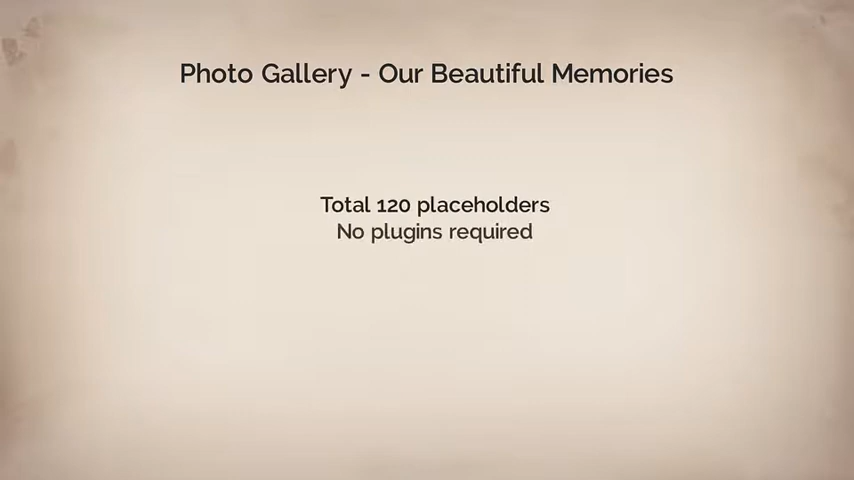 Photo Gallery - Our Beautiful Memories
Total 120 placeholders
No plugins required